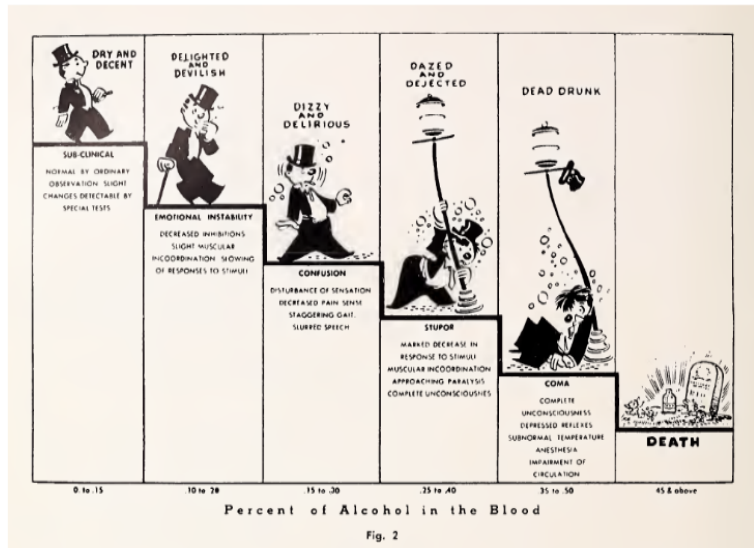 DRY AND
DECENT
SUB-CLINICAL
NORMAL BY ORDINARY
OBSERVATION SLIGHT
CHANGES DETECTABLE BY
SPECIAL TESTS
0. to .15
DELIGHTED
AND
DEVILISH
EMOTIONAL INSTABILITY
DECREASED INHIBITIONS
SLIGHT MUSCULAR
INCOORDINATION SLOWING
OF RESPONSES TO STIMULI
.10 to .20
DIZZY
AND
DELIRIOUS
CONFUSION
DISTURBANCE OF SENSATION
DECREASED PAIN SENSE
STAGGERING GAIT.
SLURRED SPEECH
.15 to .30
DAZED
AND
DEJECTED
STUPOR
MARKED DECREASE IN
RESPONSE TO STIMULI
MUSCULAR INCOORDINATION
APPROACHING PARALYSIS
COMPLETE UNCONSCIOUSNES
.25 to .40
DEAD DRUNK
COMA
COMPLETE
UNCONSCIOUSNESS
DEPRESSED REFLEXES
SUBNORMAL TEMPERATURE
ANESTHESIA
IMPAIRMENT OF
CIRCULATION
.35 to .50
DEATH
.45 & above
Percent of Alcohol in the Blood
Fig. 2